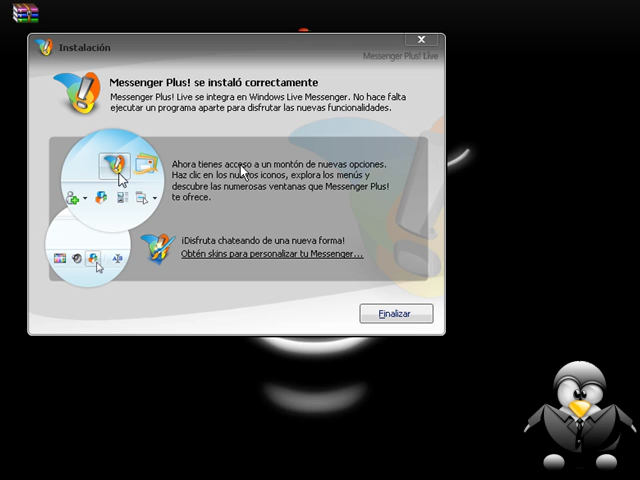 Instalación
Messenger Plus! Live
Messenger Plus! se instaló correctamente
Messenger Plus! Live se integra en Windows Live Messenger. No hace falta
ejecutar un programa aparte para disfrutar las nuevas funcionalidades.
Ahora tienes acceso a un montón de nuevas opciones.
Haz clic en los nuevos iconos, explora los menús y
descubre las numerosas ventanas que Messenger Plus!
te ofrece.
¡Disfruta chateando de una nueva forma!
Obtén skins para personalizar tu Messenger...
Finalizar